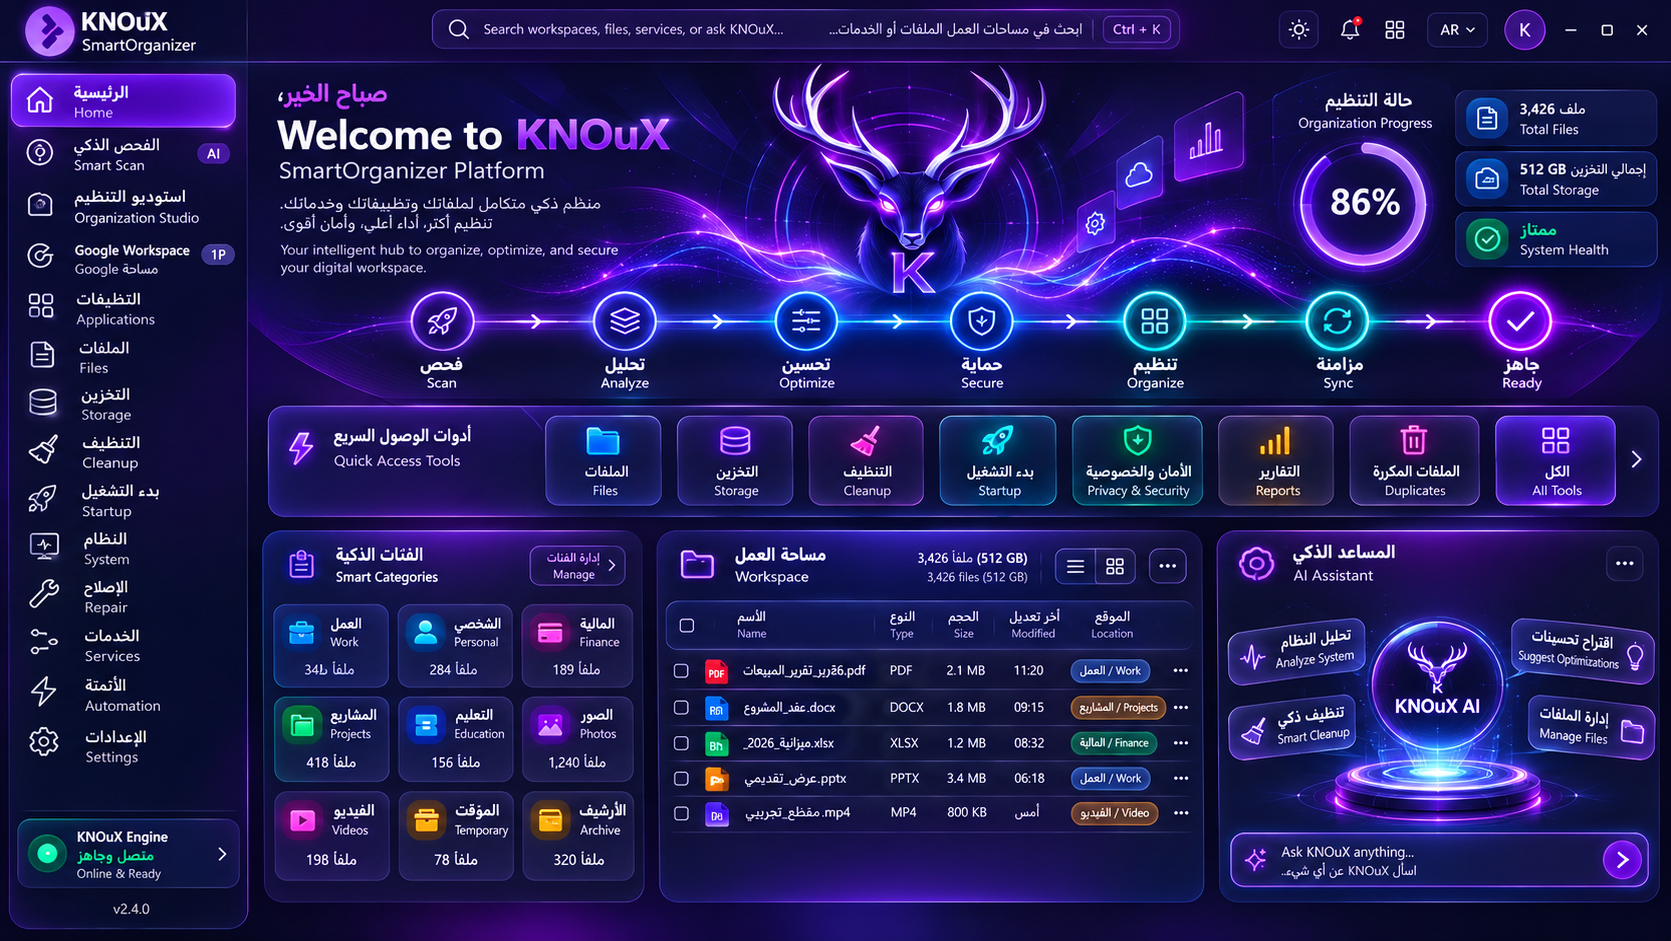 KNOuX
SmartOrganizer
Search workspaces, files, services, or ask KNOuX...
ابحث في مساحات العمل الملفات أو الخدمات...
Ctrl + K
AR
K
الرئيسية
Home
الفحص الذكي
Smart Scan
AI
استوديو التنظيم
Organization Studio
Google Workspace
مساحة Google
1P
التظيفات
Applications
الملفات
Files
التخزين
Storage
التنظيف
Cleanup
بدء التشغيل
Startup
النظام
System
الإصلاح
Repair
الخدمات
Services
الأتمتة
Automation
الإعدادات
Settings
KNOuX Engine
متصل وجاهز
Online & Ready
v2.4.0
صباح الخير،
Welcome to KNOuX
SmartOrganizer Platform
منظم ذكي متكامل لملفاتك وتظبيفاتك وخدماتك.
تنظيم أكثر، أداء أعلي، وأمان أقوى.
Your intelligent hub to organize, optimize, and secure
your digital workspace.
K
حالة التنظيم
Organization Progress
86%
3,426 ملف
Total Files
512 GB إجمالي التخزين
Total Storage
ممتاز
System Health
فحص
Scan
تحليل
Analyze
تحسين
Optimize
حماية
Secure
تنظيم
Organize
مزامنة
Sync
جاهز
Ready
أدوات الوصول السريع
Quick Access Tools
الملفات
Files
التخزين
Storage
التنظيف
Cleanup
بدء التشغيل
Startup
الأمان والخصوصية
Privacy & Security
التقارير
Reports
الملفات المكررة
Duplicates
الكل
All Tools
الفئات الذكية
Smart Categories
إدارة الفئات
Manage
العمل
Work
الشخصي
Personal
284 ملفاً
المالية
Finance
189 ملفاً
المشاريع
Projects
418 ملفاً
التعليم
Education
156 ملفاً
الصور
Photos
1,240 ملفاً
الفيديو
Videos
198 ملفاً
المؤقت
Temporary
78 ملفاً
الأرشيف
Archive
320 ملفاً
مساحة العمل
Workspace
3,426 ملفاً (512 GB)
3,426 files (512 GB)
الأسم
Name
النوع
Type
الحجم
Size
أخر تعديل
Modified
الموقع
Location
PDF
PDF
2.1 MB
11:20
العمل / Work
عقد_المشروع.docx
DOCX
1.8 MB
09:15
المشاريع / Projects
ميزانية_2026_.xlsx
XLSX
1.2 MB
08:32
المالية / Finance
عرض_تقديمي.pptx
PPTX
3.4 MB
06:18
العمل / Work
مقطع_تجريبي.mp4
MP4
800 KB
أمس
الفيديو / Video
المساعد الذكي
AI Assistant
تحليل النظام
Analyze System
اقتراح تحسينات
Suggest Optimizations
K
KNOuX AI
تنظيف ذكي
Smart Cleanup
إدارة الملفات
Manage Files
Ask KNOuX anything...
اسأل KNOuX عن أي شيء..